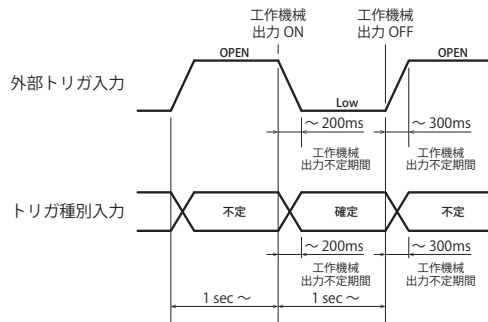 工作機械
出力 ON
工作機械
出力 OFF
OPEN
OPEN
外部トリガ入力
Low
～ 200ms
～ 300ms
工作機械
出力不定期間
工作機械
出力不定期間
トリガ種別入力
不定
確定
不定
～ 200ms
～ 300ms
工作機械
出力不定期間
工作機械
出力不定期間
1 sec ～
1 sec ～